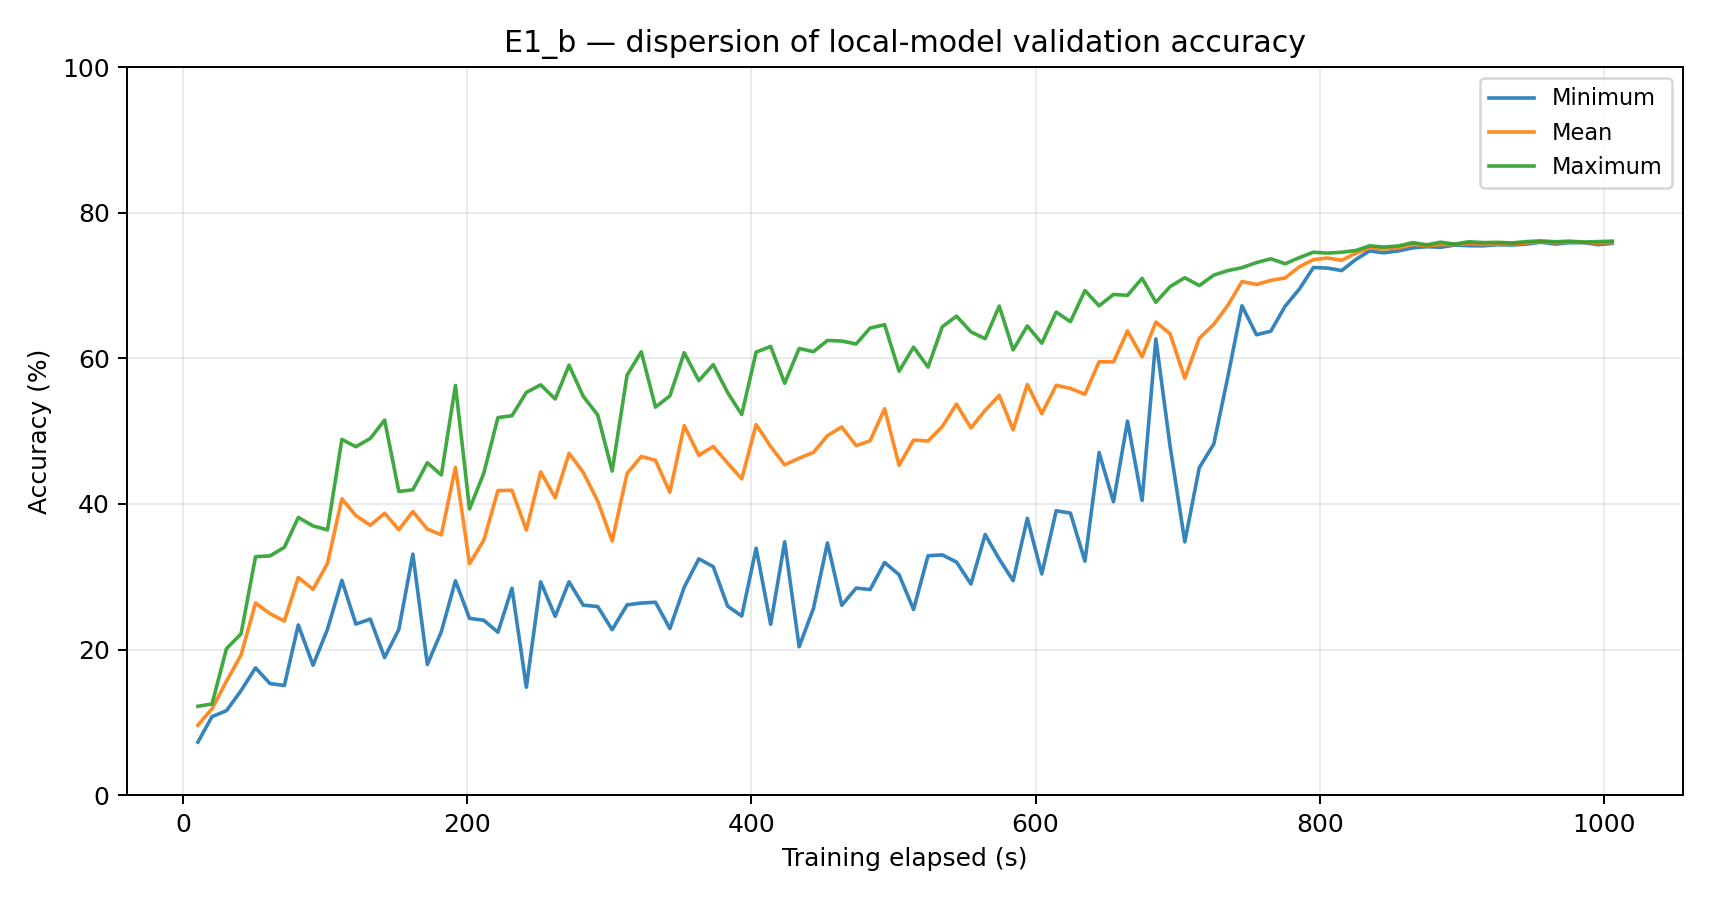 E1_b — dispersion of local-model validation accuracy
100
80
60
40
20
0
Accuracy (%)
Minimum
Mean
Maximum
0 200 400 600 800 1000
Training elapsed (s)